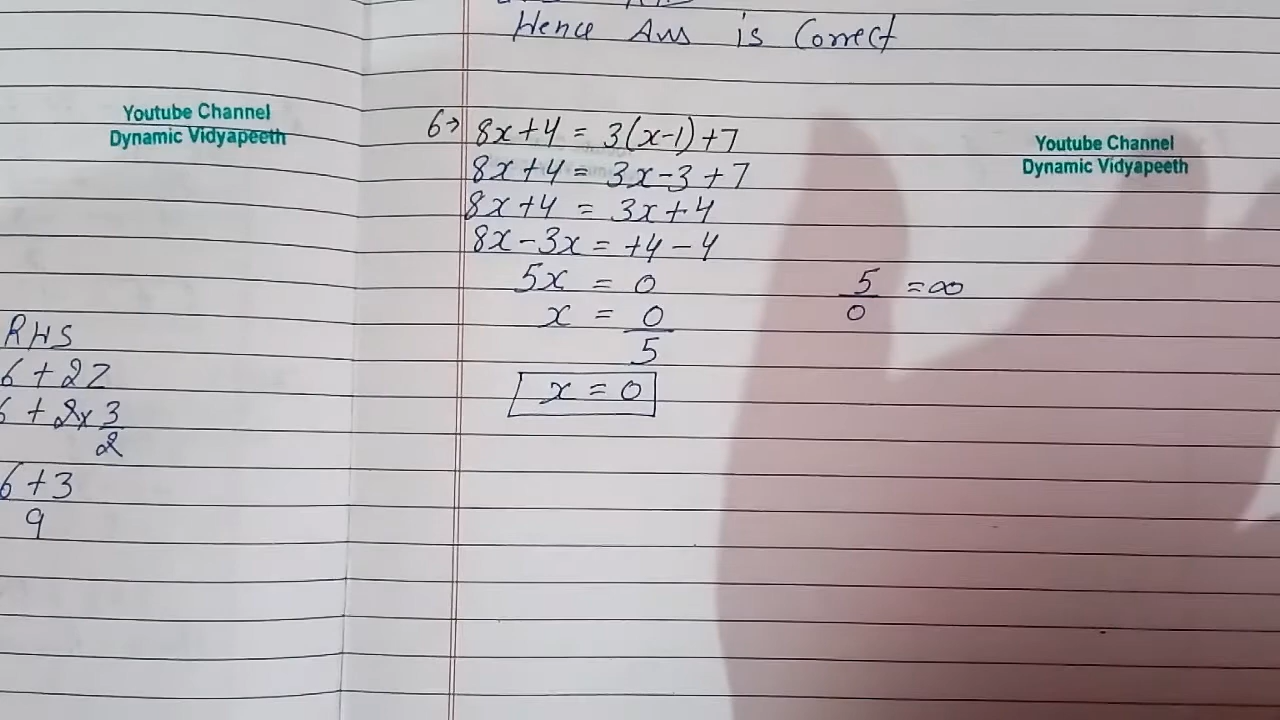 Hence Ans is Correct
Youtube Channel
Dynamic Vidyapeeth
Youtube Channel
Dynamic Vidyapeeth
6→ 8x+4 = 3(x-1)+7
8x+4 = 3x-3+7
8x+4 = 3x+4
8x-3x = +4-4
5x = 0
5/0 = ∞
x = 0/5
x = 0
RHS
6+2Z
6+2×3/2
6+3
9